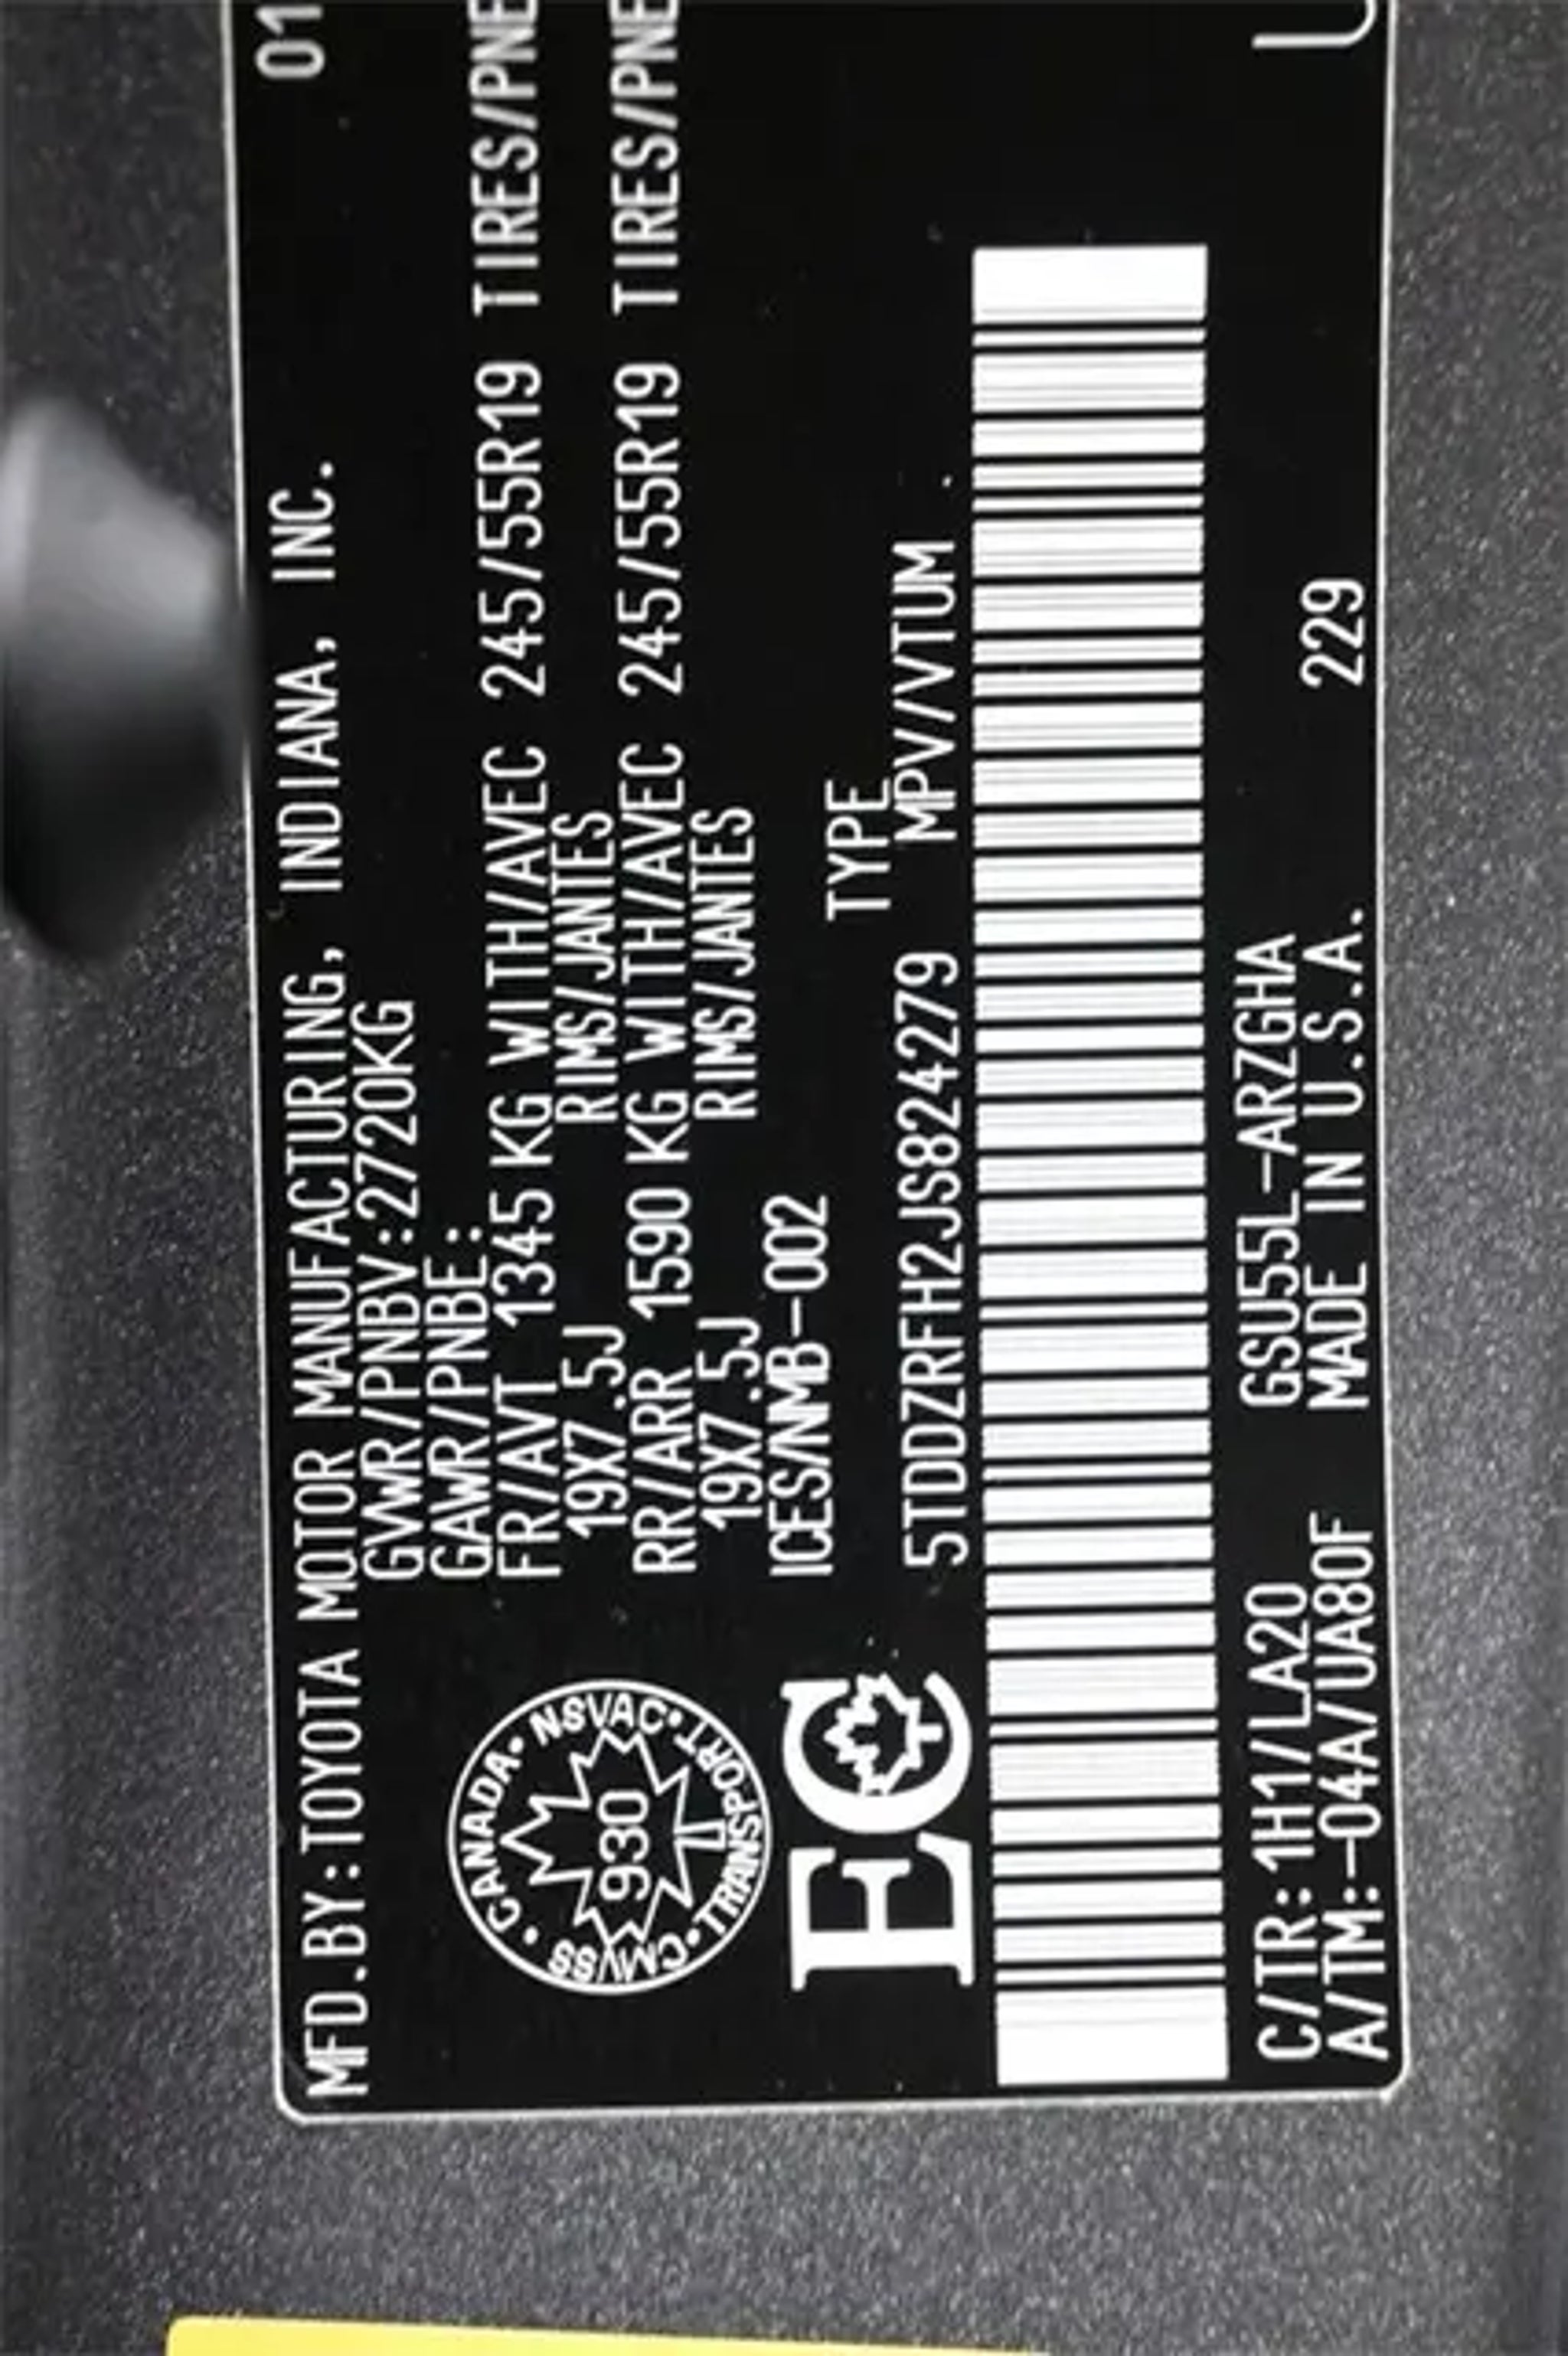 MFD.BY:TOYOTA MOTOR MANUFACTURING, INDIANA, INC. 01
GVWR/PNBV:2720KG
GAWR/PNBE:
FR/AVT 1345 KG WITH/AVEC 245/55R19 TIRES/PNE
19X7.5J RIMS/JANTES
RR/ARR 1590 KG WITH/AVEC 245/55R19 TIRES/PNE
19X7.5J RIMS/JANTES
ICES/NMB-002
CANADA • NSVAC • TRANSPORT • CMVSS •
930
EC
TYPE
5TDDZRFH2JS824279 MPV/VTUM
C/TR:1H1/LA20 GSU55L-ARZGHA
A/TM:-04A/UA80F MADE IN U.S.A. 229